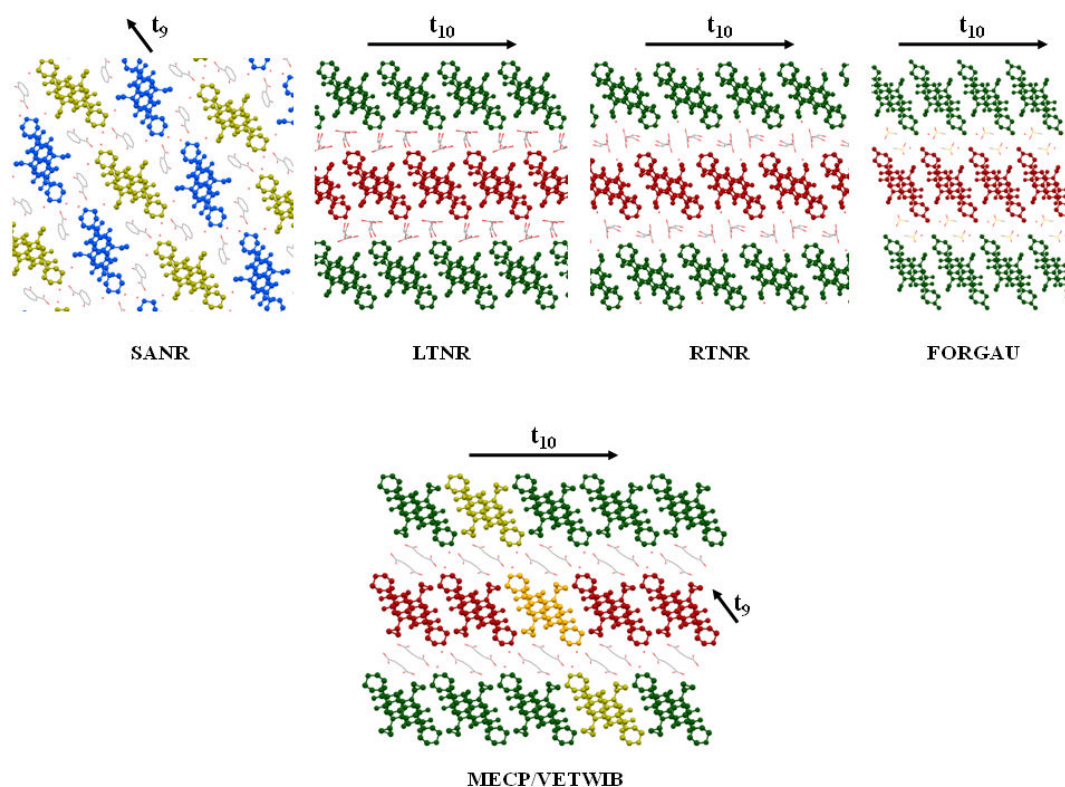 t9
t10
t10
t10
SANR
LTNR
RTNR
FORGAU
t10
t9
MECP/VETWIB